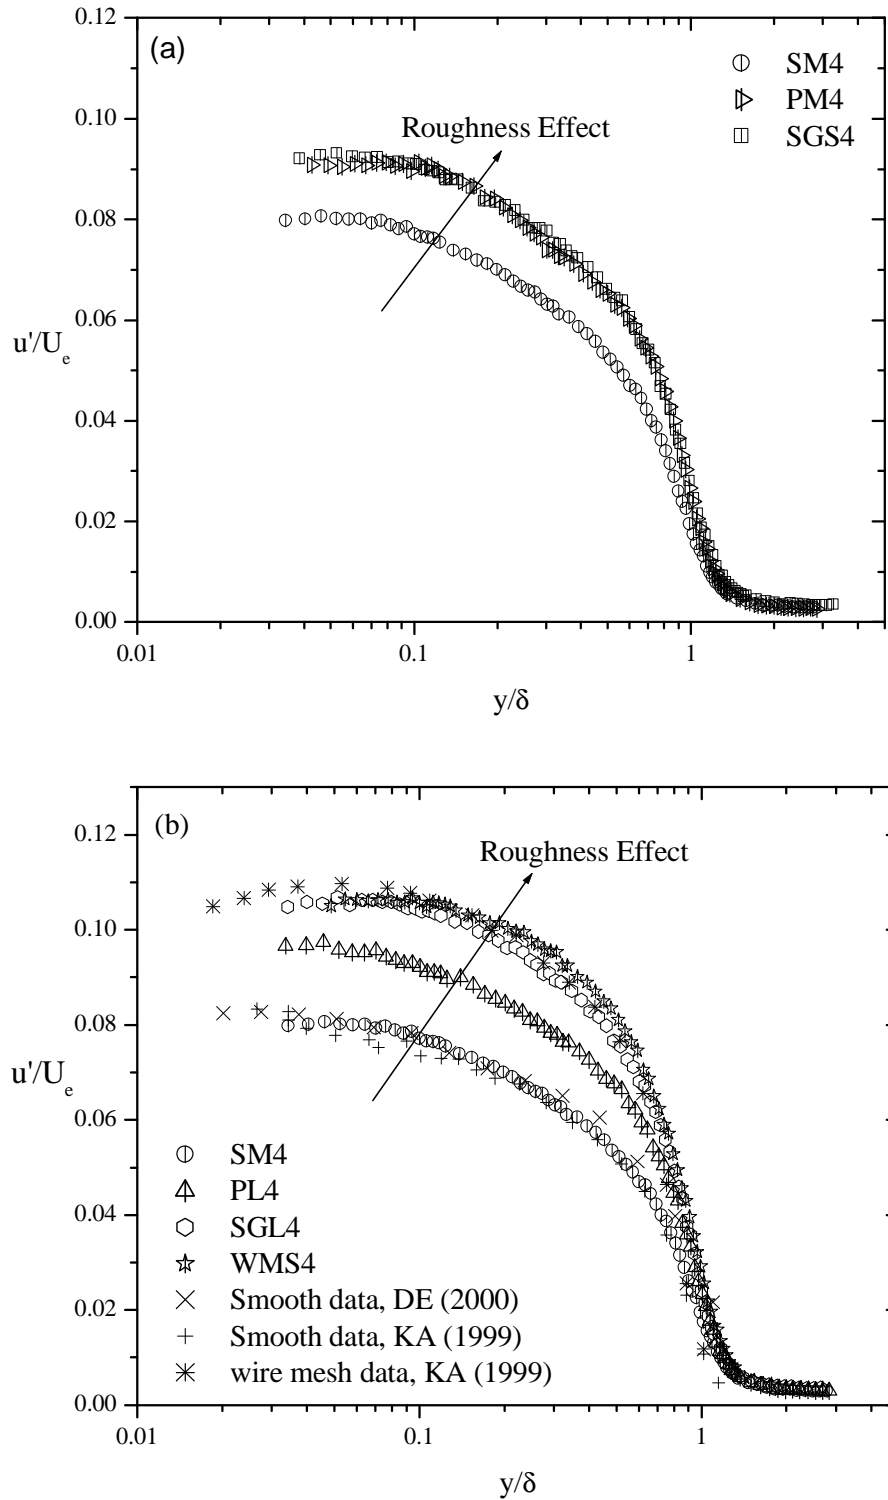 0.12
(a)
SM4
PM4
SGS4
0.10
Roughness Effect
0.08
0.06
u'/Uₑ
0.04
0.02
0.00
0.01
0.1
1
y/δ
(b)
0.12
Roughness Effect
0.10
0.08
u'/Uₑ
0.06
SM4
PL4
SGL4
0.04
WMS4
Smooth data, DE (2000)
0.02
Smooth data, KA (1999)
wire mesh data, KA (1999)
0.00
0.01
0.1
1
y/δ